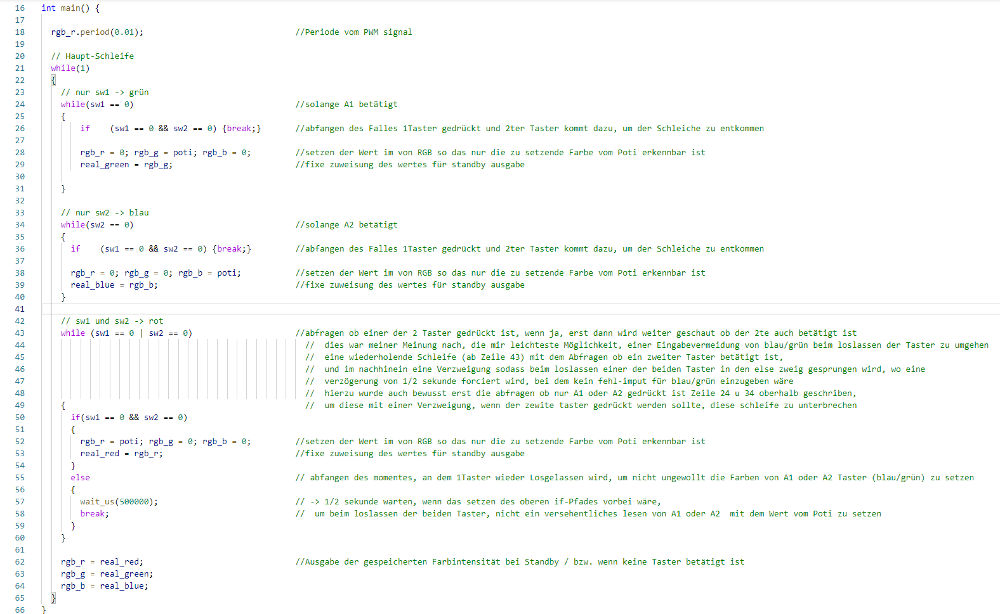 16 int main() {
17
18 rgb_r.period(0.01); //Periode vom PWM signal
19
20 // Haupt-Schleife
21 while(1)
22 {
23 // nur sw1 -> grün
24 while(sw1 == 0) //solange A1 betätigt
25 {
26 if (sw1 == 0 && sw2 == 0) {break;} //abfangen des Falles 1Taster gedrückt und 2ter Taster kommt dazu, um der Schleiche zu entkommen
27
28 rgb_r = 0; rgb_g = poti; rgb_b = 0; //setzen der Wert im von RGB so das nur die zu setzende Farbe vom Poti erkennbar ist
29 real_green = rgb_g; //fixe zuweisung des wertes für standby ausgabe
30
31 }
32
33 // nur sw2 -> blau
34 while(sw2 == 0) //solange A2 betätigt
35 {
36 if (sw1 == 0 && sw2 == 0) {break;} //abfangen des Falles 1Taster gedrückt und 2ter Taster kommt dazu, um der Schleiche zu entkommen
37
38 rgb_r = 0; rgb_g = 0; rgb_b = poti; //setzen der Wert im von RGB so das nur die zu setzende Farbe vom Poti erkennbar ist
39 real_blue = rgb_b; //fixe zuweisung des wertes für standby ausgabe
40 }
41
42 // sw1 und sw2 -> rot
43 while (sw1 == 0 | sw2 == 0) //abfragen ob einer der 2 Taster gedrückt ist, wenn ja, erst dann wird weiter geschaut ob der 2te auch betätigt ist
44 // dies war meiner Meinung nach, die mir leichteste Möglichkeit, einer Eingabevermeidung von blau/grün beim loslassen der Taster zu umgehen
45 // eine wiederholende Schleife (ab Zeile 43) mit dem Abfragen ob ein zweiter Taster betätigt ist,
46 // und im nachhinein eine Verzweigung sodass beim loslassen einer der beiden Taster in den else zweig gesprungen wird, wo eine
47 // verzögerung von 1/2 sekunde forciert wird, bei dem kein fehl-imput für blau/grün einzugeben wäre
48 // hierzu wurde auch bewusst erst die abfragen ob nur A1 oder A2 gedrückt ist Zeile 24 u 34 oberhalb geschriben,
49 { // um diese mit einer Verzweigung, wenn der zewite taster gedrückt werden sollte, diese schleife zu unterbrechen
50 if(sw1 == 0 && sw2 == 0)
51 {
52 rgb_r = poti; rgb_g = 0; rgb_b = 0; //setzen der Wert im von RGB so das nur die zu setzende Farbe vom Poti erkennbar ist
53 real_red = rgb_r; //fixe zuweisung des wertes für standby ausgabe
54 }
55 else // abfangen des momentes, an dem 1Taster wieder Losgelassen wird, um nicht ungewollt die Farben von A1 oder A2 Taster (blau/grün) zu setzen
56 {
57 wait_us(500000); // -> 1/2 sekunde warten, wenn das setzen des oberen if-Pfades vorbei wäre,
58 break; // um beim loslassen der beiden Taster, nicht ein versehentliches lesen von A1 oder A2 mit dem Wert vom Poti zu setzen
59 }
60 }
61
62 rgb_r = real_red; //Ausgabe der gespeicherten Farbintensität bei Standby / bzw. wenn keine Taster betätigt ist
63 rgb_g = real_green;
64 rgb_b = real_blue;
65 }
66 }